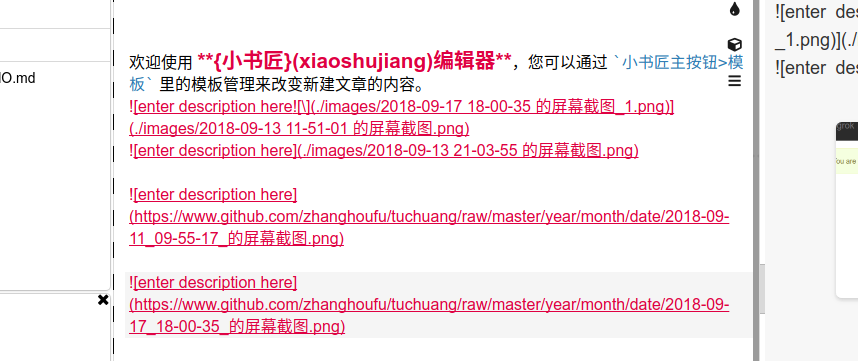 ![enter des
_1.png)](./
![enter des
IO.md
欢迎使用 **{小书匠}(xiaoshujiang)编辑器**，您可以通过 `小书匠主按钮>模
板` 里的模板管理来改变新建文章的内容。
![enter description here![\](./images/2018-09-17 18-00-35 的屏幕截图_1.png)]
(./images/2018-09-13 11-51-01 的屏幕截图.png)
![enter description here](./images/2018-09-13 21-03-55 的屏幕截图.png)
![enter description here]
(https://www.github.com/zhanghoufu/tuchuang/raw/master/year/month/date/2018-09-
11_09-55-17_的屏幕截图.png)
![enter description here]
(https://www.github.com/zhanghoufu/tuchuang/raw/master/year/month/date/2018-09-
17_18-00-35_的屏幕截图.png)
grok
You are